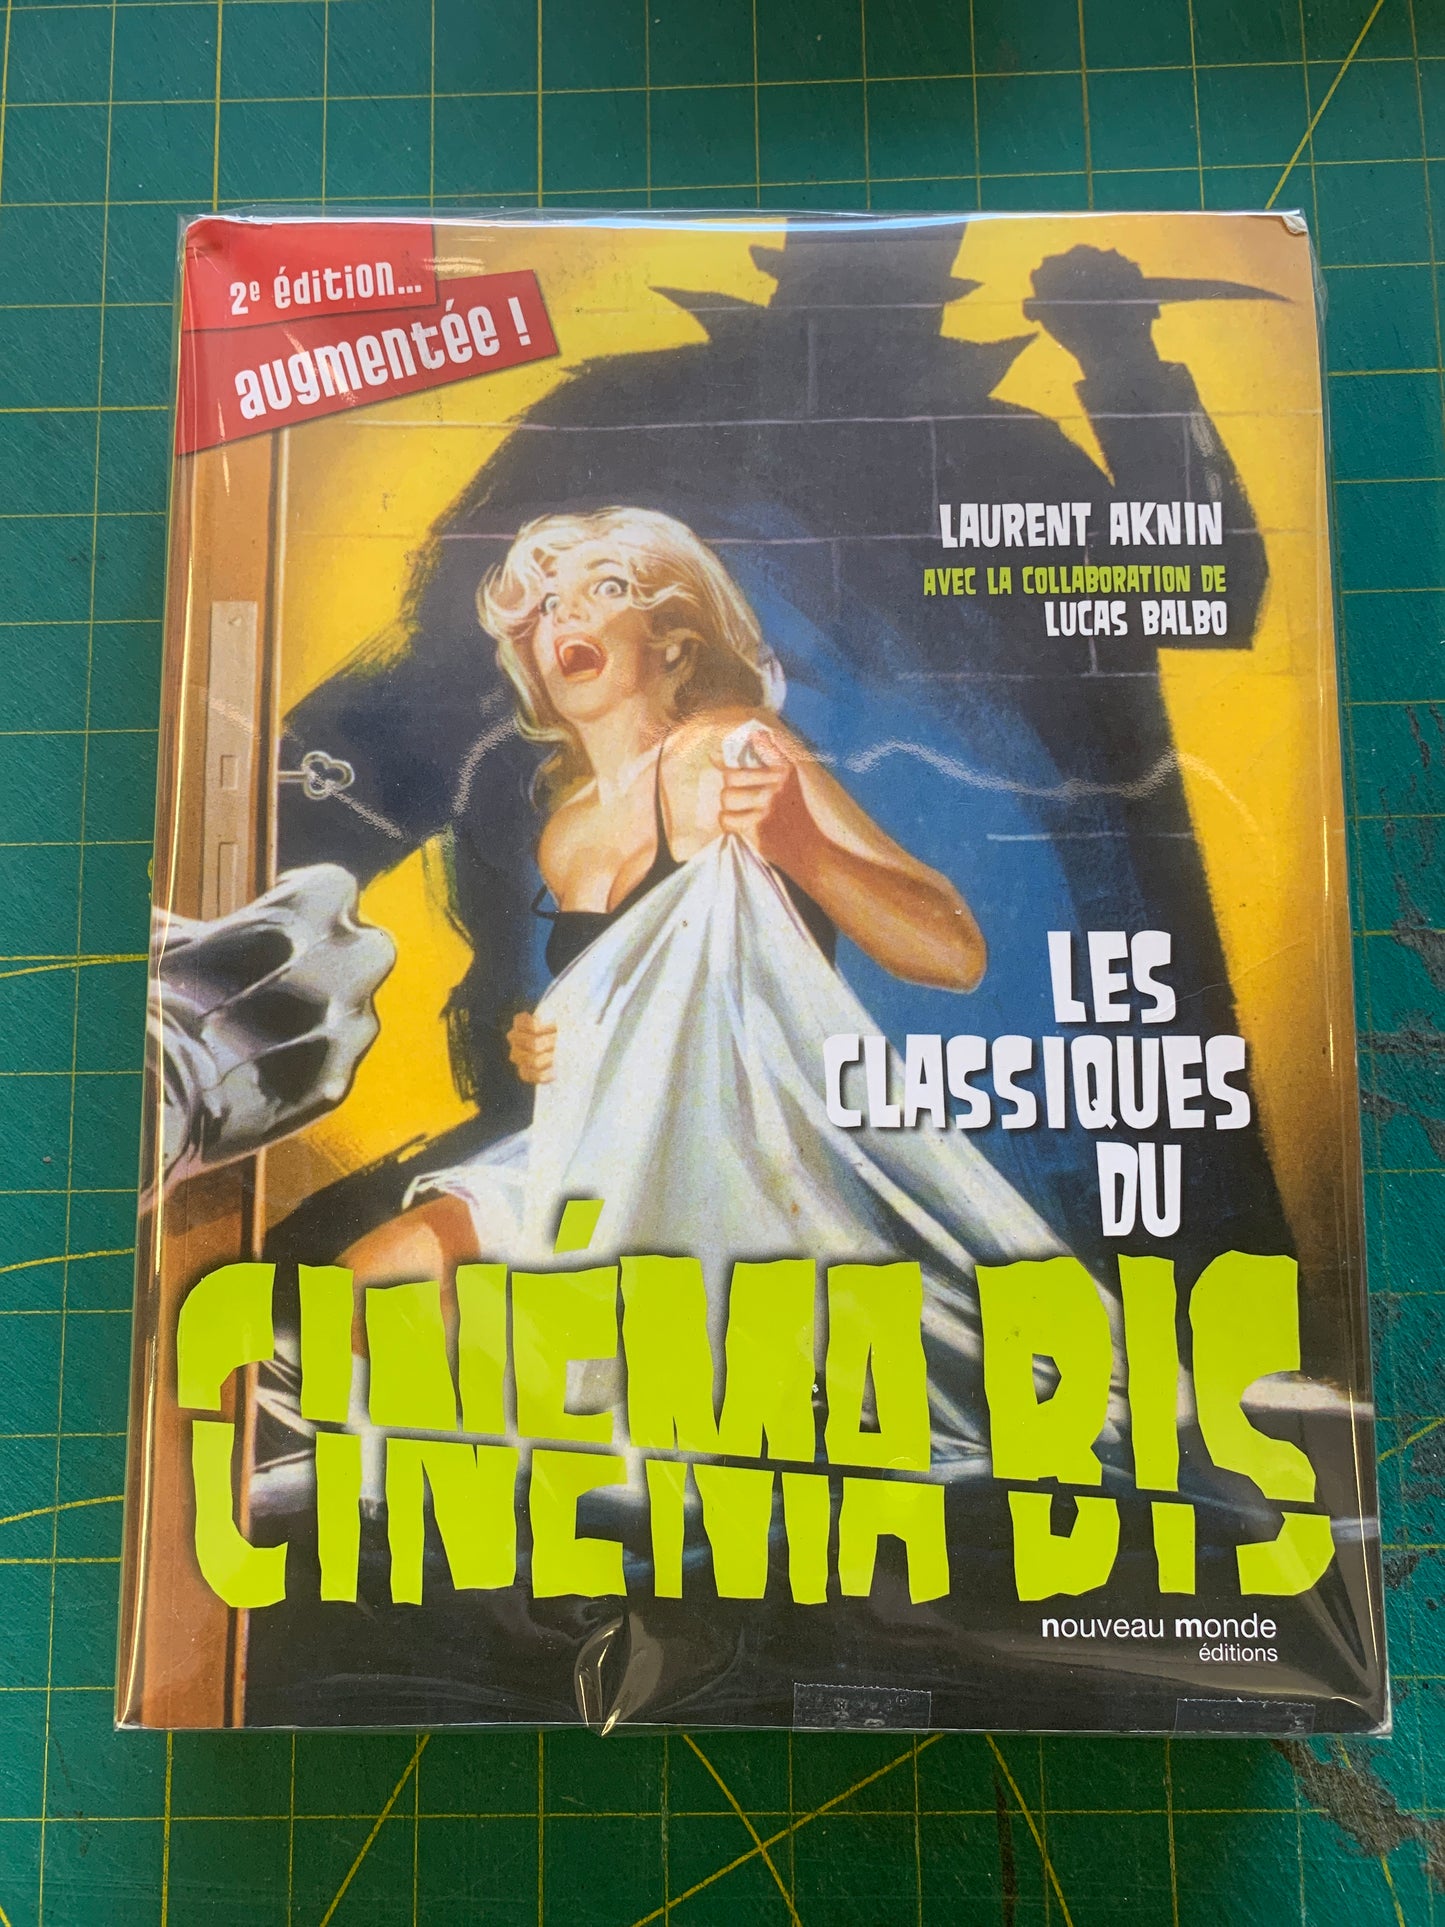 2e édition...
augmentée !
LAURENT AKNIN
AVEC LA COLLABORATION DE
LUCAS BALBO
LES
CLASSIQUES
DU
CINÉMA BIS
nouveau monde
éditions